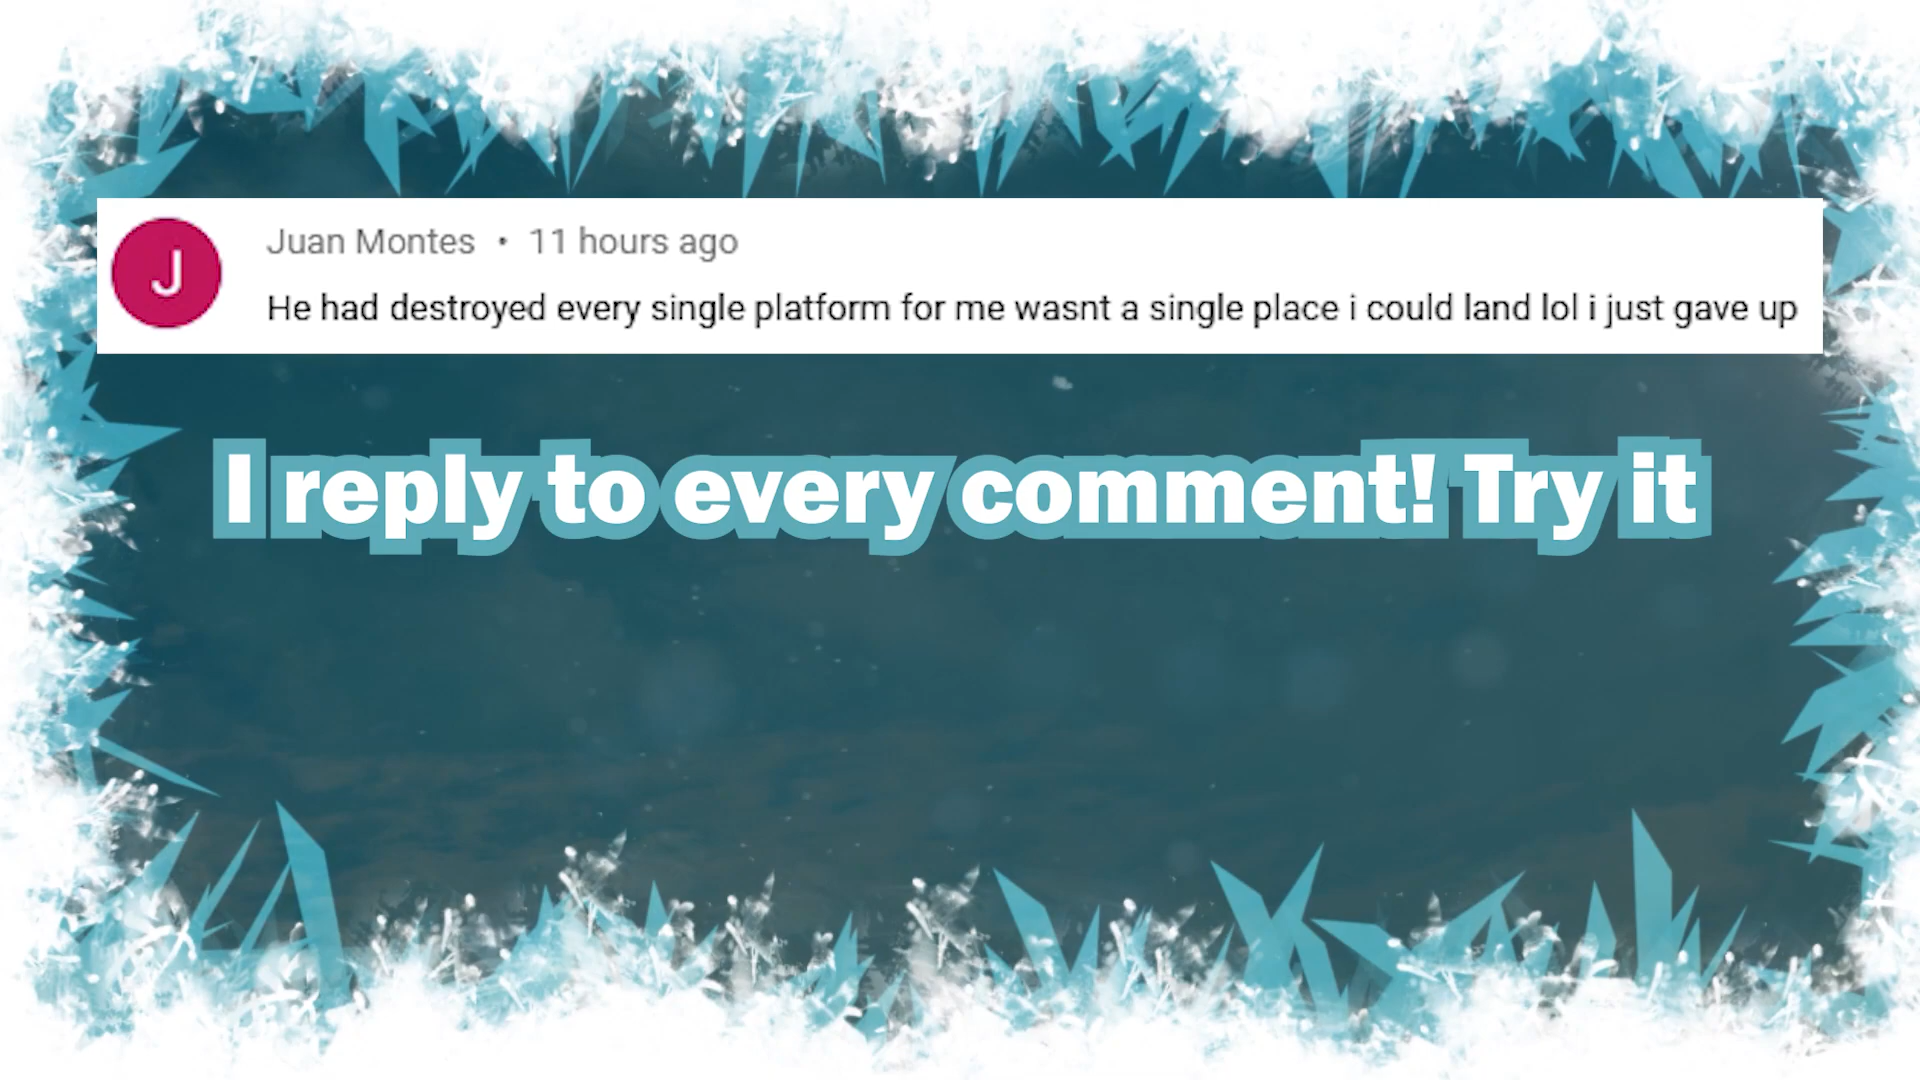 J
Juan Montes • 11 hours ago
He had destroyed every single platform for me wasnt a single place i could land lol i just gave up
I reply to every comment! Try it